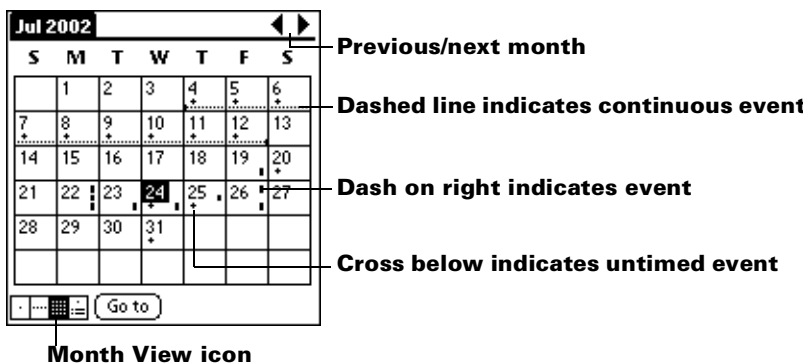 Jul 2002
S M T W T F S
1 2 3 4 5 6
7 8 9 10 11 12 13
14 15 16 17 18 19 20
21 22 23 24 25 26 27
28 29 30 31
Go to
Previous/next month
Dashed line indicates continuous event
Dash on right indicates event
Cross below indicates untimed event
Month View icon